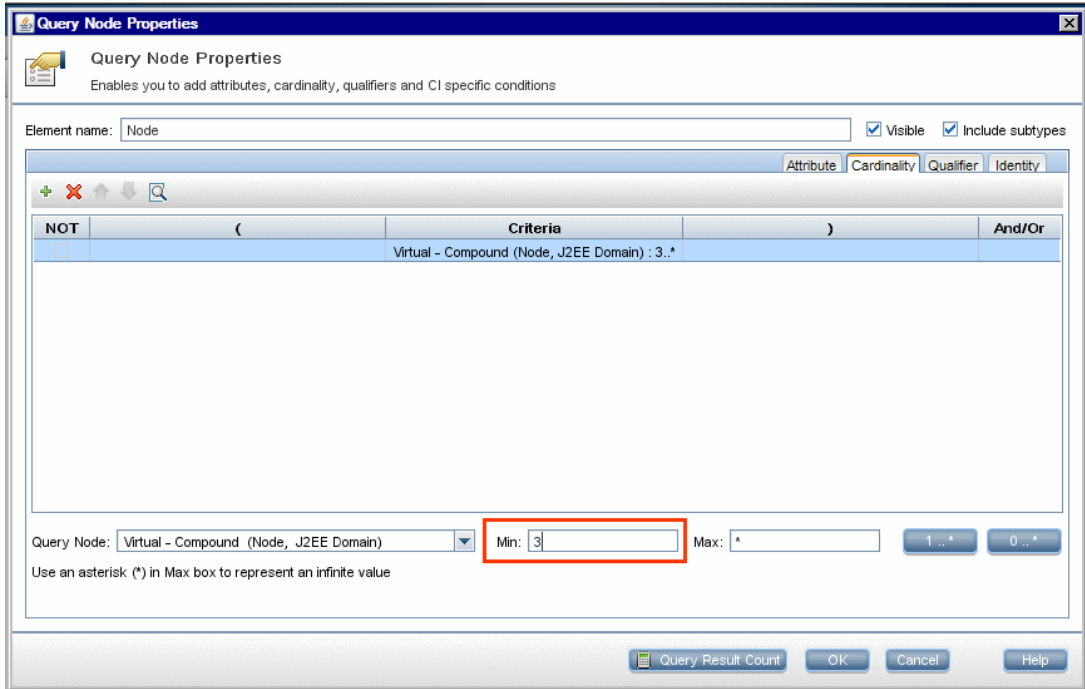 Query Node Properties
Query Node Properties
Enables you to add attributes, cardinality, qualifiers and CI specific conditions
Element name: Node Visible Include subtypes
Attribute Cardinality Qualifier Identity
NOT ( Criteria ) And/Or
Virtual - Compound (Node, J2EE Domain) : 3..*
Query Node: Virtual - Compound (Node, J2EE Domain) Min: 3 Max: * 1 ..* 0 ..*
Use an asterisk (*) in Max box to represent an infinite value
Query Result Count OK Cancel Help